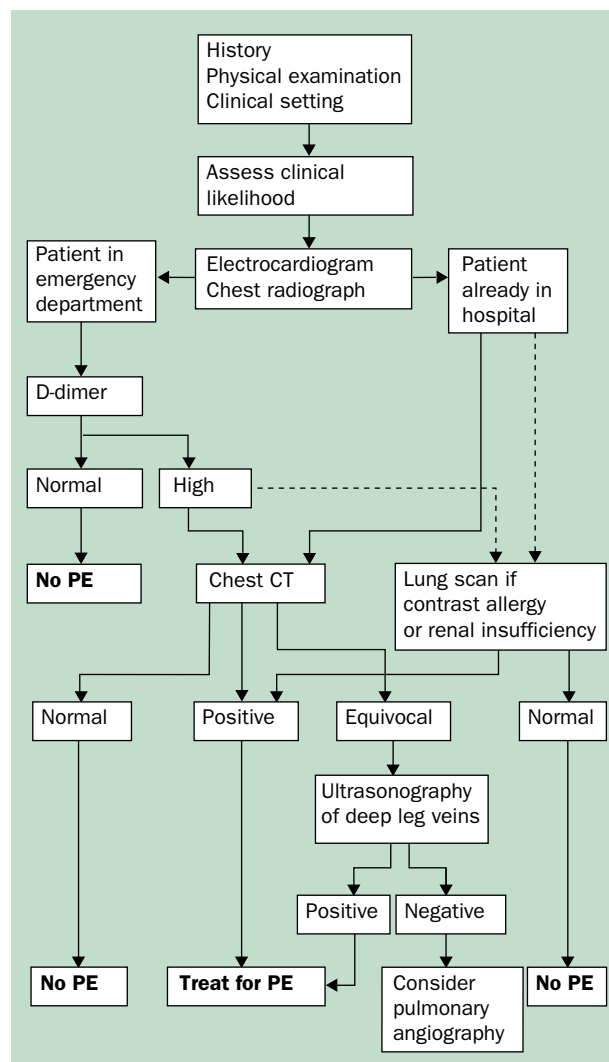 History
Physical examination
Clinical setting
Assess clinical
likelihood
Patient in
emergency
department
Electrocardiogram
Chest radiograph
Patient
already in
hospital
D-dimer
Normal
High
No PE
Chest CT
Lung scan if
contrast allergy
or renal insufficiency
Normal
Positive
Equivocal
Normal
Ultrasonography
of deep leg veins
Positive
Negative
No PE
Treat for PE
Consider
pulmonary
angiography
No PE